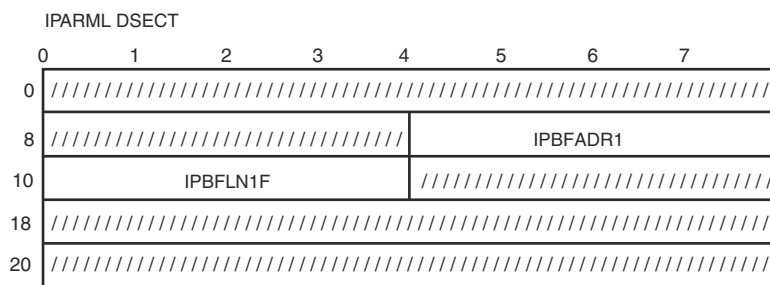 IPARML DSECT
0 1 2 3 4 5 6 7
0 ////////////////////////////////////////////////////////////////////////////////////
8 ////////////////////////////////////////// IPBFADR1
10 IPBFLN1F /////////////////////////////////////////
18 ////////////////////////////////////////////////////////////////////////////////////
20 ////////////////////////////////////////////////////////////////////////////////////